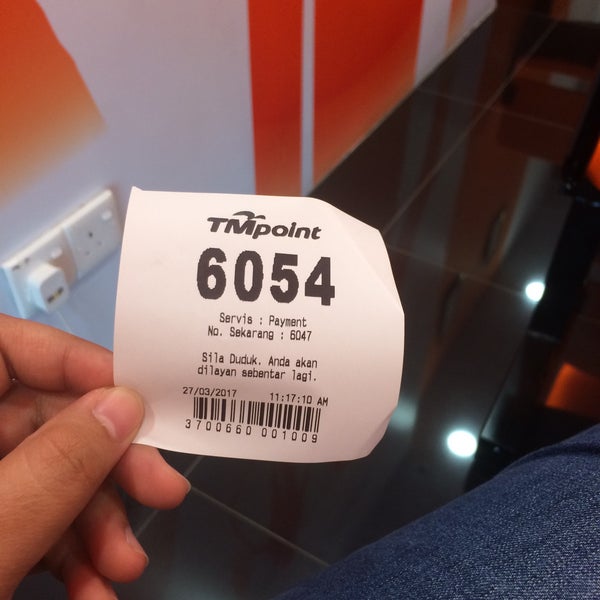 TMpoint
6054
Servis : Payment
No. Sekarang : 6047
Sila Duduk. Anda akan
dilayan sebentar lagi.
27/03/2017 11:17:10 AM
3700660 001009